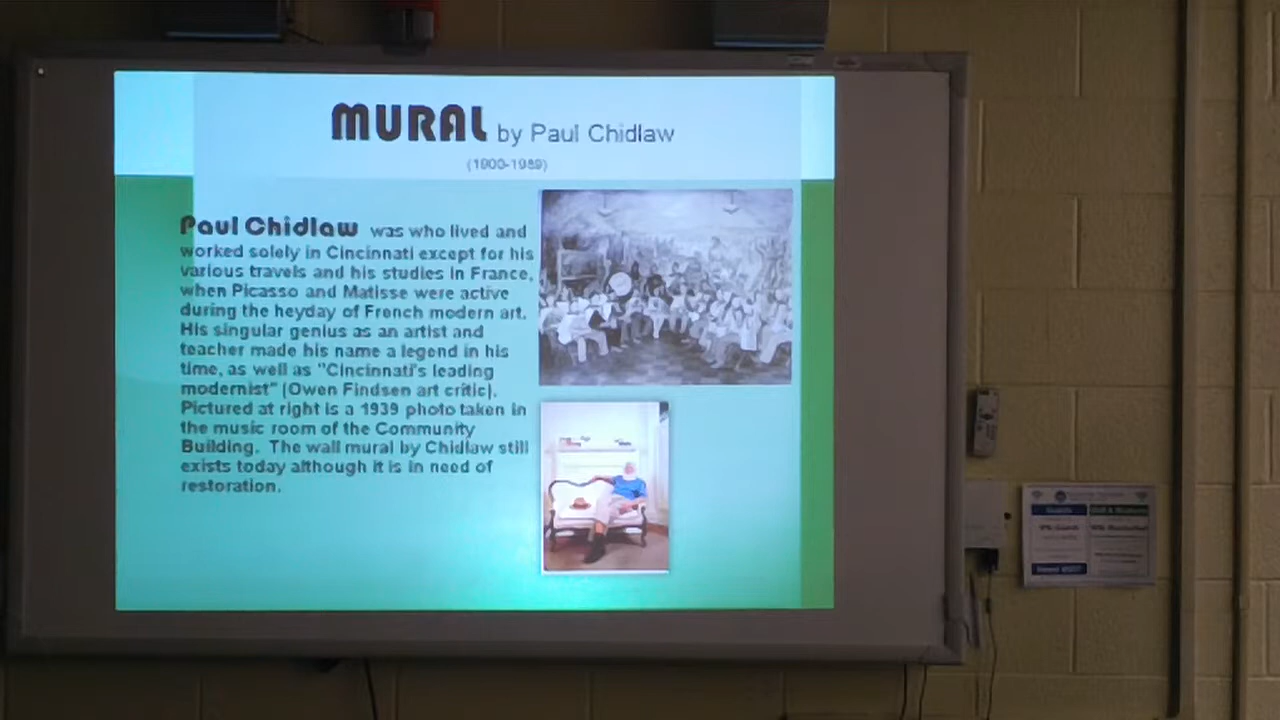 MURAL by Paul Chidlaw
(1900-1989)
Paul Chidlaw was who lived and
worked solely in Cincinnati except for his
various travels and his studies in France,
when Picasso and Matisse were active
during the heyday of French modern art.
His singular genius as an artist and
teacher made his name a legend in his
time, as well as "Cincinnati's leading
modernist" (Owen Findsen art critic).
Pictured at right is a 1939 photo taken in
the music room of the Community
Building. The wall mural by Chidlaw still
exists today although it is in need of
restoration.
Guests